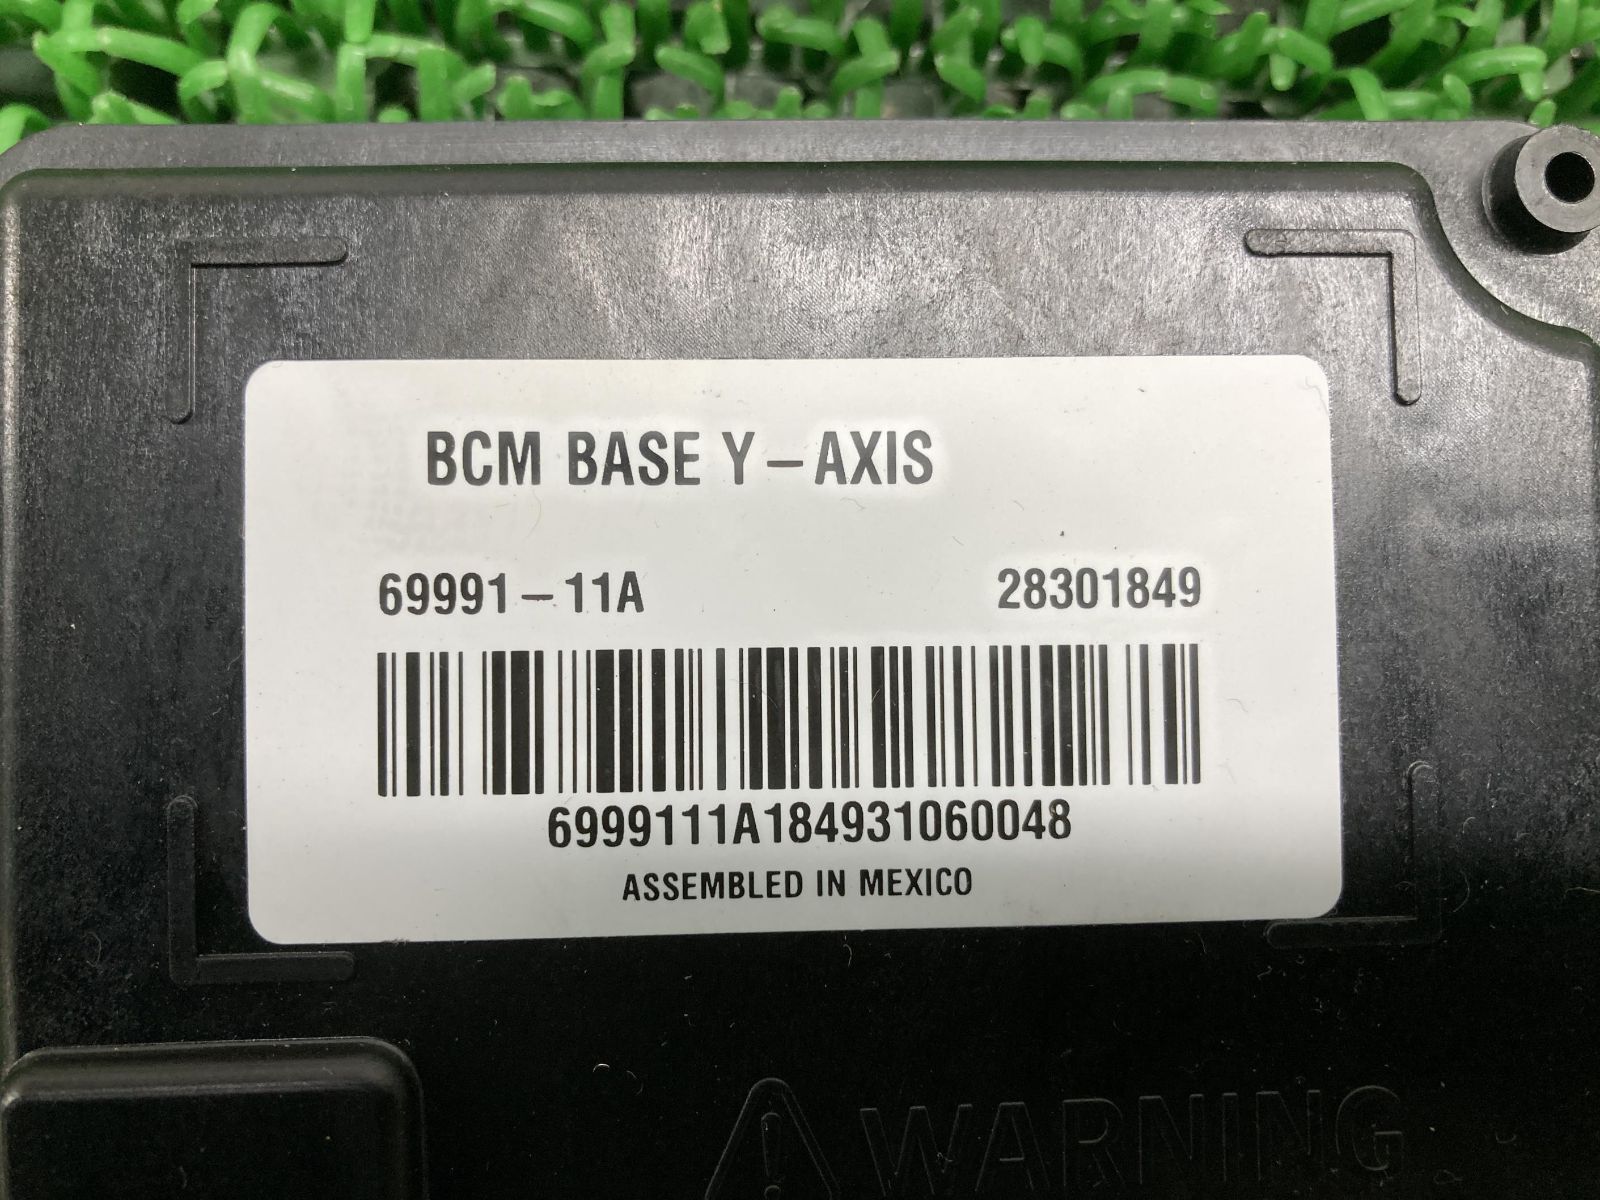 BCM BASE Y-AXIS
69991-11A 28301849
6999111A184931060048
ASSEMBLED IN MEXICO
WARNING